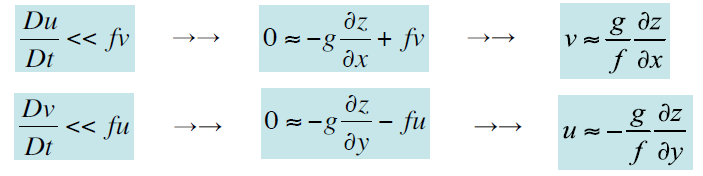 Du/Dt << fv →→ 0 ≈ −g ∂z/∂x + fv →→ v ≈ g/f ∂z/∂x
Dv/Dt << fu →→ 0 ≈ −g ∂z/∂y − fu →→ u ≈ − g/f ∂z/∂y